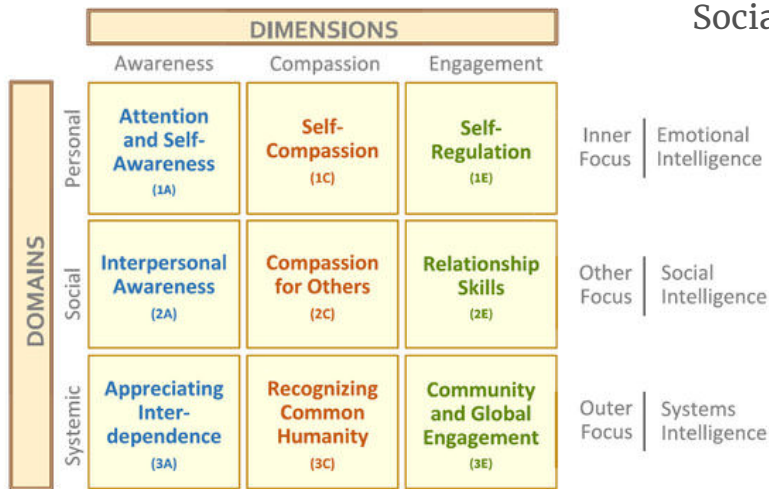 Socia
DIMENSIONS
Awareness Compassion Engagement
DOMAINS
Personal
Attention
and Self-
Awareness
(1A)
Self-
Compassion
(1C)
Self-
Regulation
(1E)
Inner
Focus
Emotional
Intelligence
Social
Interpersonal
Awareness
(2A)
Compassion
for Others
(2C)
Relationship
Skills
(2E)
Other
Focus
Social
Intelligence
Systemic
Appreciating
Inter-
dependence
(3A)
Recognizing
Common
Humanity
(3C)
Community
and Global
Engagement
(3E)
Outer
Focus
Systems
Intelligence